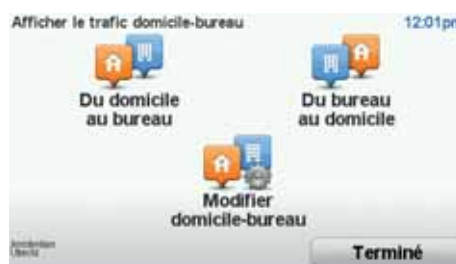 Afficher le trafic domicile-bureau
12:01pm
Du domicile
au bureau
Du bureau
au domicile
Modifier
domicile-bureau
Terminé